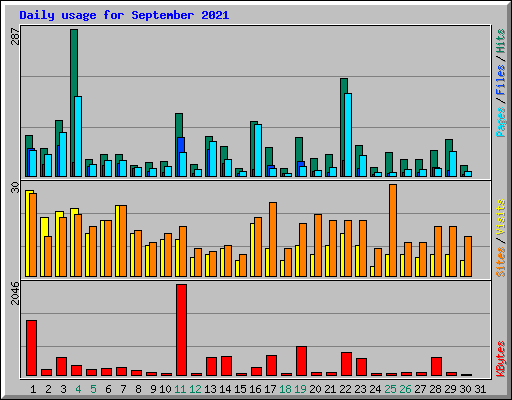 Daily usage for September 2021
287
Pages / Files / Hits
30
Sites / Visits
2046
KBytes
1 2 3 4 5 6 7 8 9 10 11 12 13 14 15 16 17 18 19 20 21 22 23 24 25 26 27 28 29 30 31